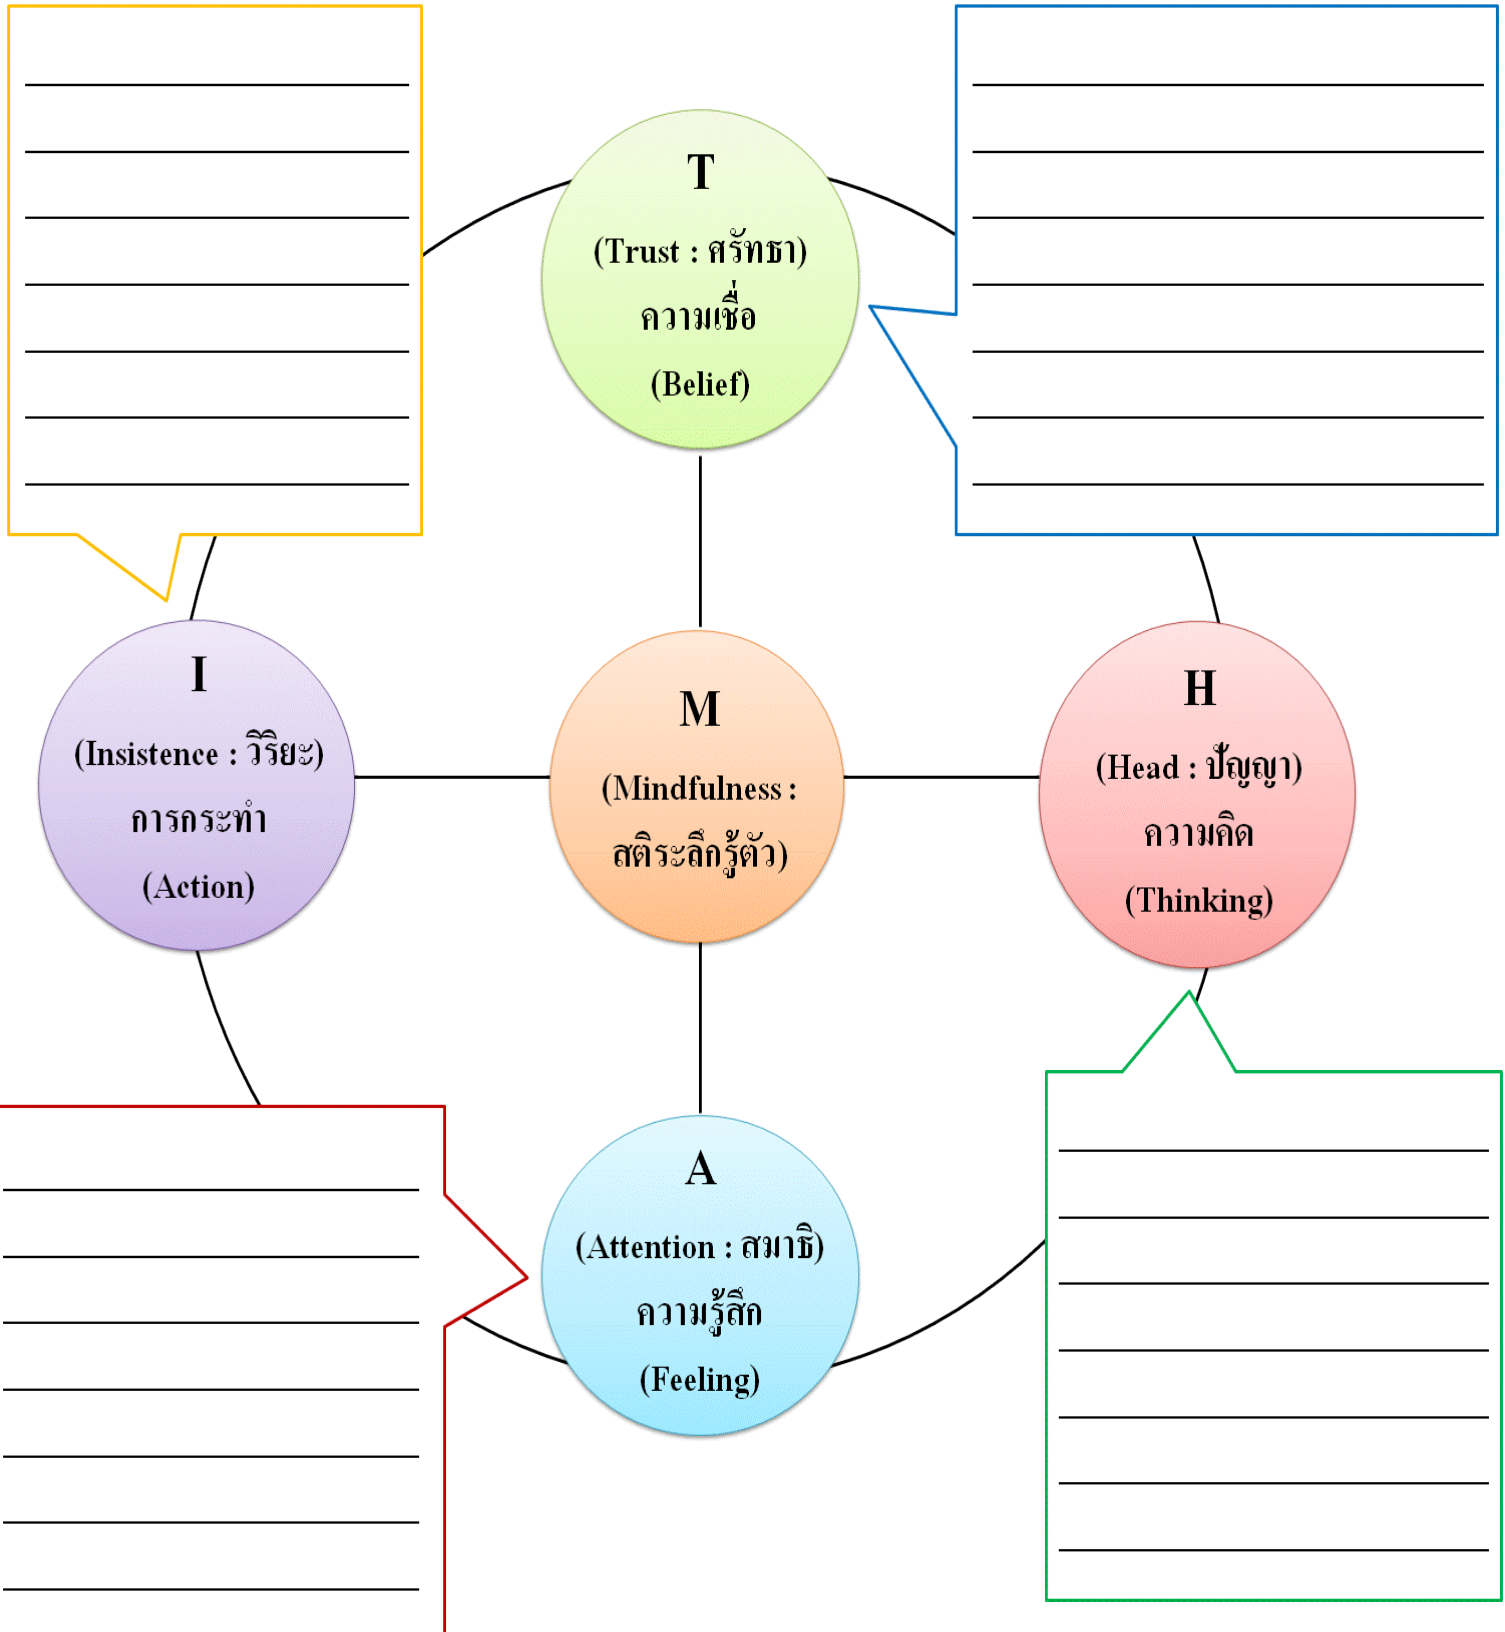 T
(Trust : ศรัทธา)
ความเชื่อ
(Belief)
I
(Insistence : วิริยะ)
การกระทำ
(Action)
M
(Mindfulness :
สติระลึกรู้ตัว)
H
(Head : ปัญญา)
ความคิด
(Thinking)
A
(Attention : สมาธิ)
ความรู้สึก
(Feeling)